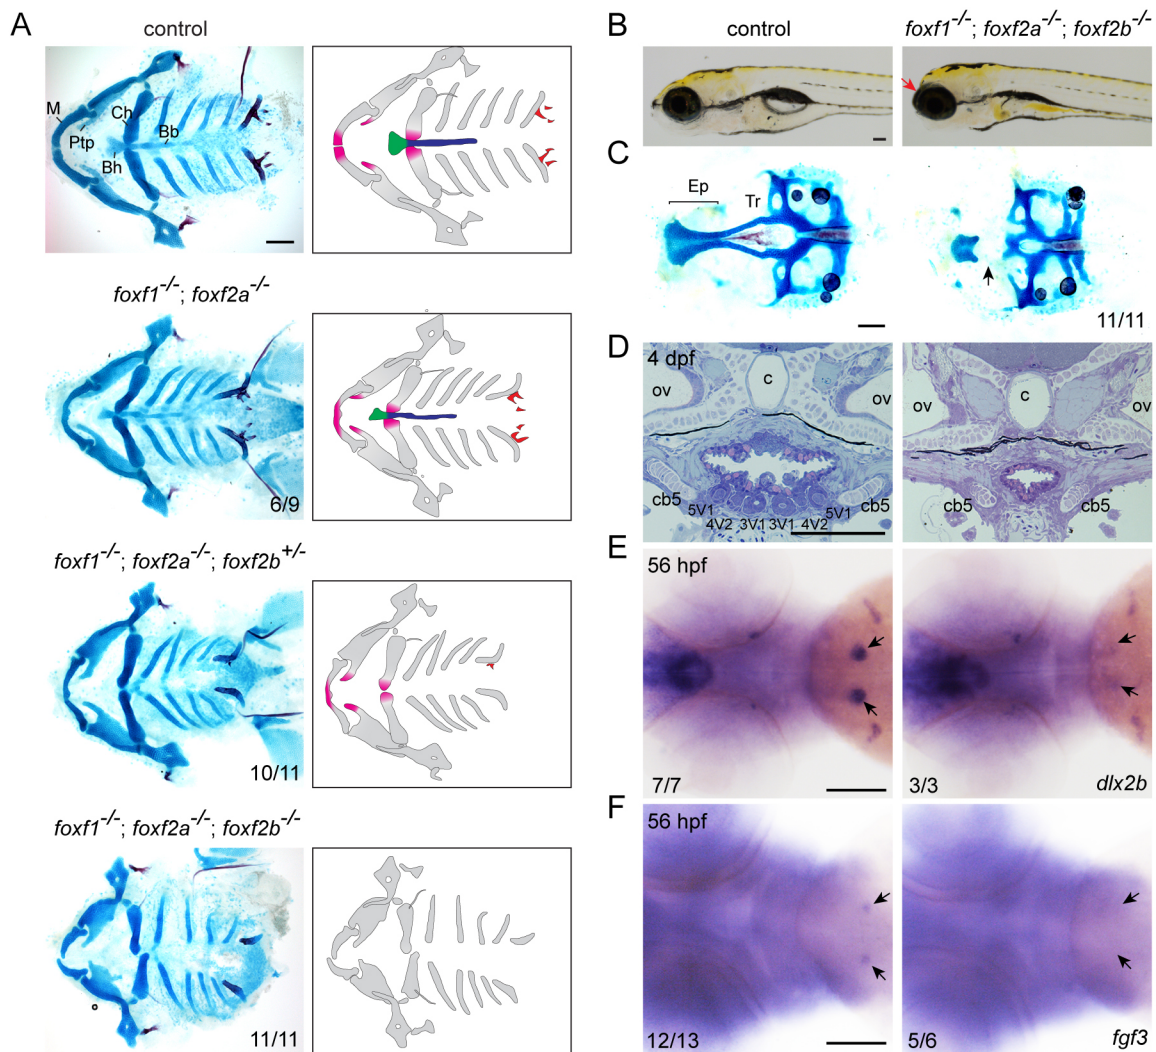 A
control
M
Ptp
Ch
Bb
Bh
foxf1-/-; foxf2a-/-
6/9
foxf1-/-; foxf2a-/-; foxf2b+/-
10/11
foxf1-/-; foxf2a-/-; foxf2b-/-
11/11
B
control
foxf1-/-; foxf2a-/-; foxf2b-/-
C
Ep
Tr
11/11
D
4 dpf
c
ov
ov
cb5
cb5
5V1
4V2
3V1
3V1
4V2
5V1
c
ov
ov
cb5
cb5
E
56 hpf
7/7
3/3
dlx2b
F
56 hpf
12/13
5/6
fgf3